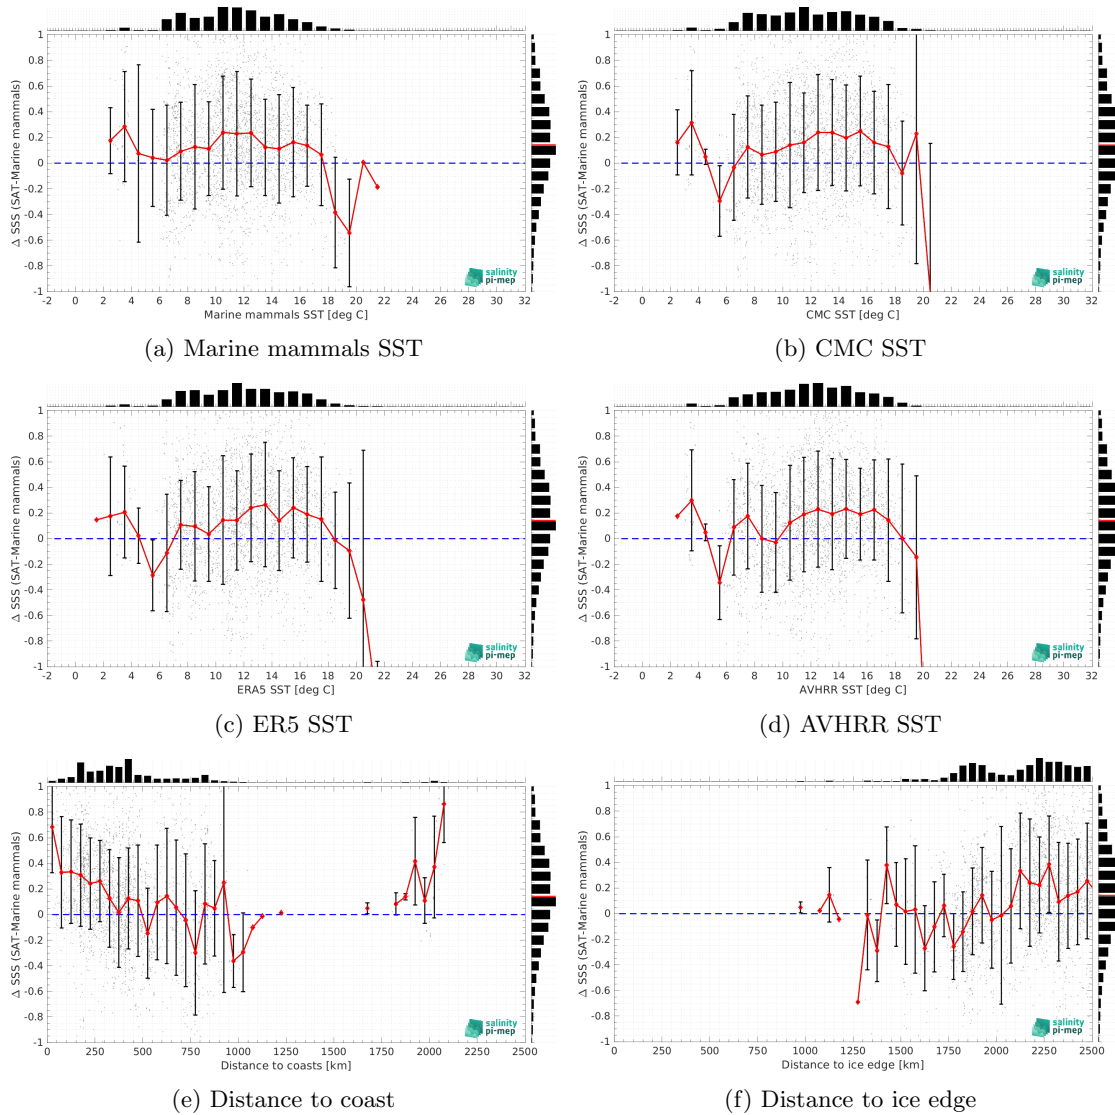 1
0.8
0.6
0.4
0.2
0
-0.2
-0.4
-0.6
-0.8
-1
Δ SSS (SAT-Marine mammals)
salinity
pi-mep
-2 0 2 4 6 8 10 12 14 16 18 20 22 24 26 28 30 32
Marine mammals SST [deg C]
(a) Marine mammals SST
1
0.8
0.6
0.4
0.2
0
-0.2
-0.4
-0.6
-0.8
-1
Δ SSS (SAT-Marine mammals)
salinity
pi-mep
-2 0 2 4 6 8 10 12 14 16 18 20 22 24 26 28 30 32
CMC SST [deg C]
(b) CMC SST
1
0.8
0.6
0.4
0.2
0
-0.2
-0.4
-0.6
-0.8
-1
Δ SSS (SAT-Marine mammals)
salinity
pi-mep
-2 0 2 4 6 8 10 12 14 16 18 20 22 24 26 28 30 32
ERA5 SST [deg C]
(c) ER5 SST
1
0.8
0.6
0.4
0.2
0
-0.2
-0.4
-0.6
-0.8
-1
Δ SSS (SAT-Marine mammals)
salinity
pi-mep
-2 0 2 4 6 8 10 12 14 16 18 20 22 24 26 28 30 32
AVHRR SST [deg C]
(d) AVHRR SST
1
0.8
0.6
0.4
0.2
0
-0.2
-0.4
-0.6
-0.8
-1
Δ SSS (SAT-Marine mammals)
salinity
pi-mep
0 250 500 750 1000 1250 1500 1750 2000 2250 2500
Distance to coasts [km]
(e) Distance to coast
1
0.8
0.6
0.4
0.2
0
-0.2
-0.4
-0.6
-0.8
-1
Δ SSS (SAT-Marine mammals)
salinity
pi-mep
0 250 500 750 1000 1250 1500 1750 2000 2250 2500
Distance to ice edge [km]
(f) Distance to ice edge